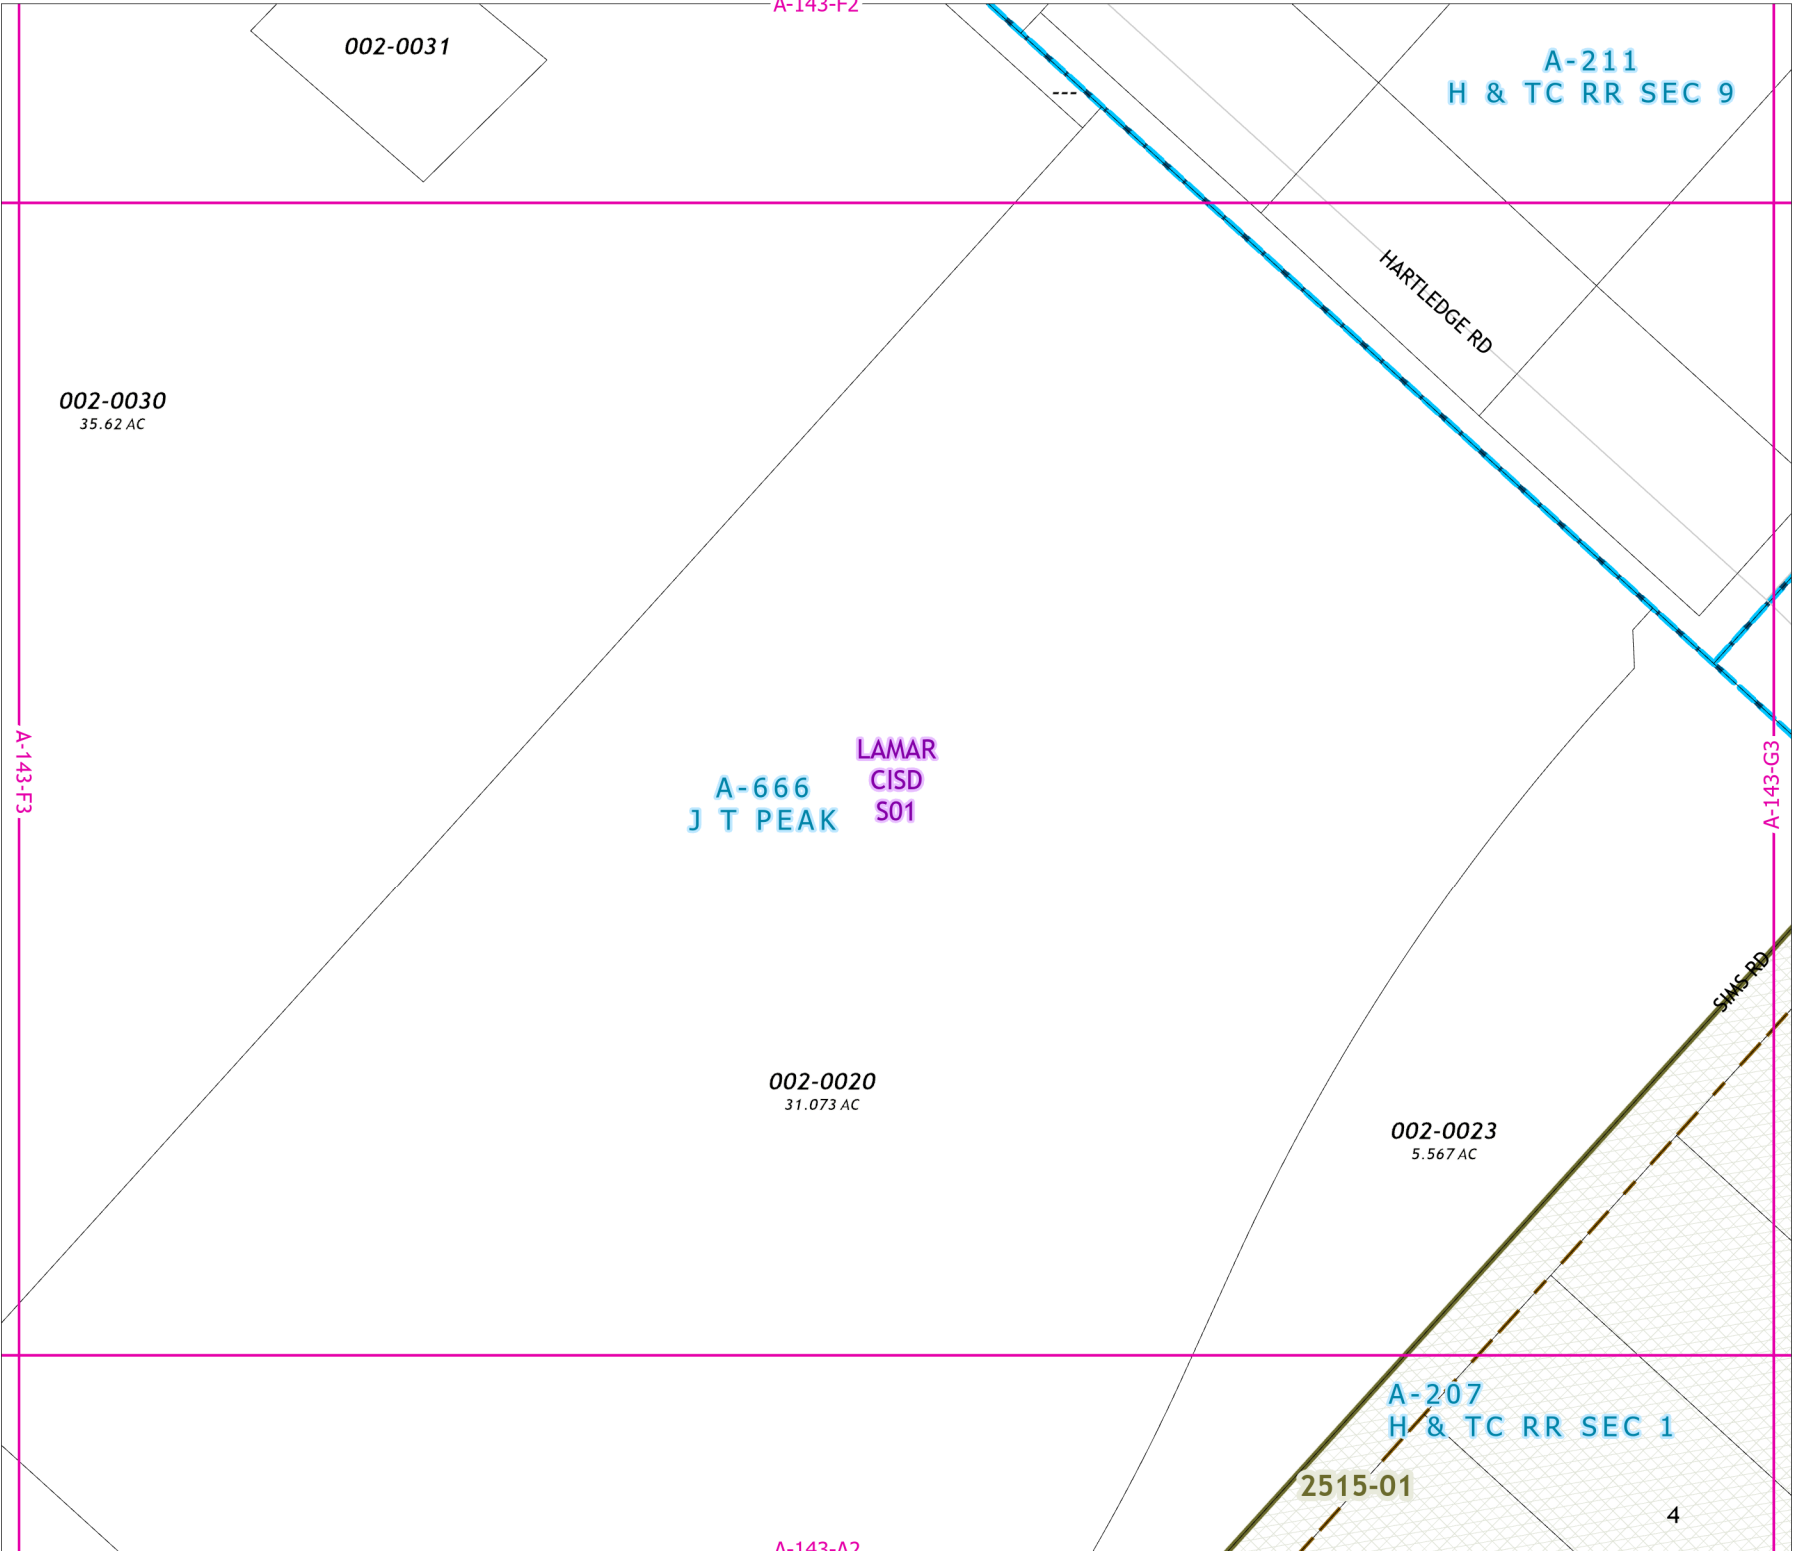 A-143-F2
002-0031
A-211
H & TC RR SEC 9
---
HARTLEDGE RD
002-0030
35.62 AC
A-143-F3
LAMAR
CISD
S01
A-666
J T PEAK
A-143-G3
SIMS RD
002-0020
31.073 AC
002-0023
5.567 AC
A-207
H & TC RR SEC 1
2515-01
4
A-143-A2